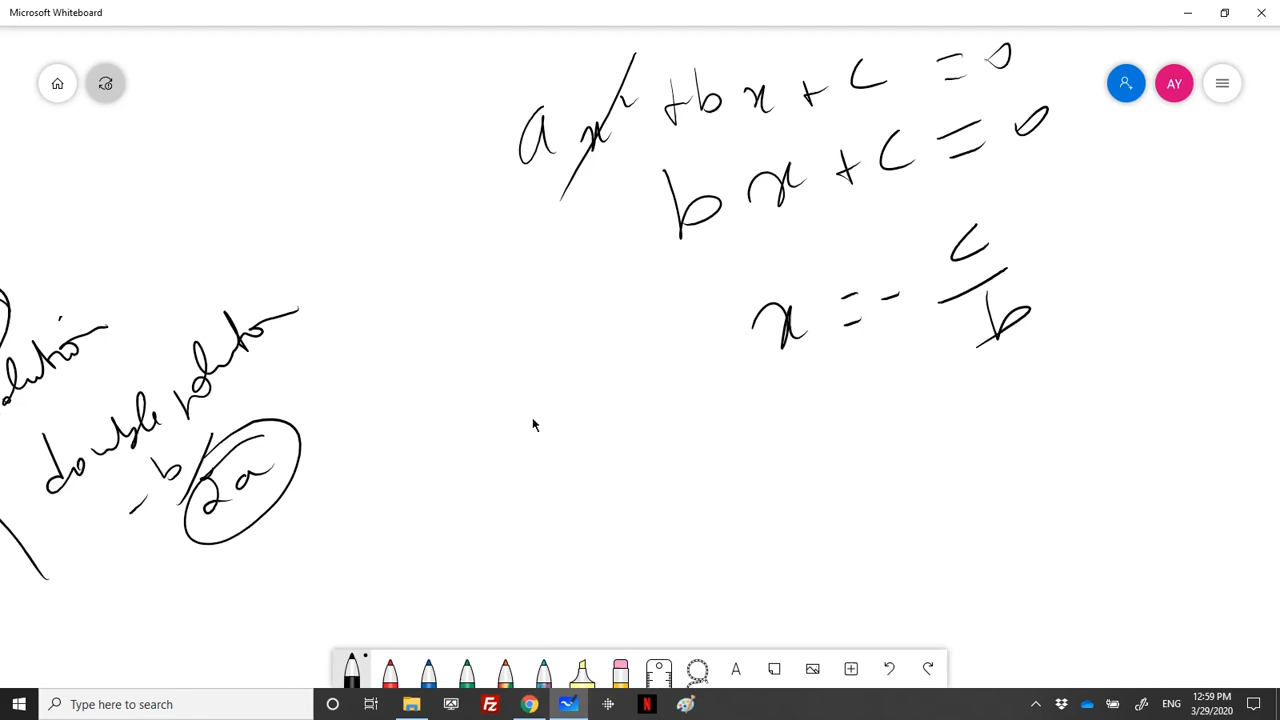 Microsoft Whiteboard
AY
ax² + bx + c = 0
bx + c = 0
x = - c/b
double solution
- b/2a
A
Type here to search
ENG
12:59 PM
3/29/2020